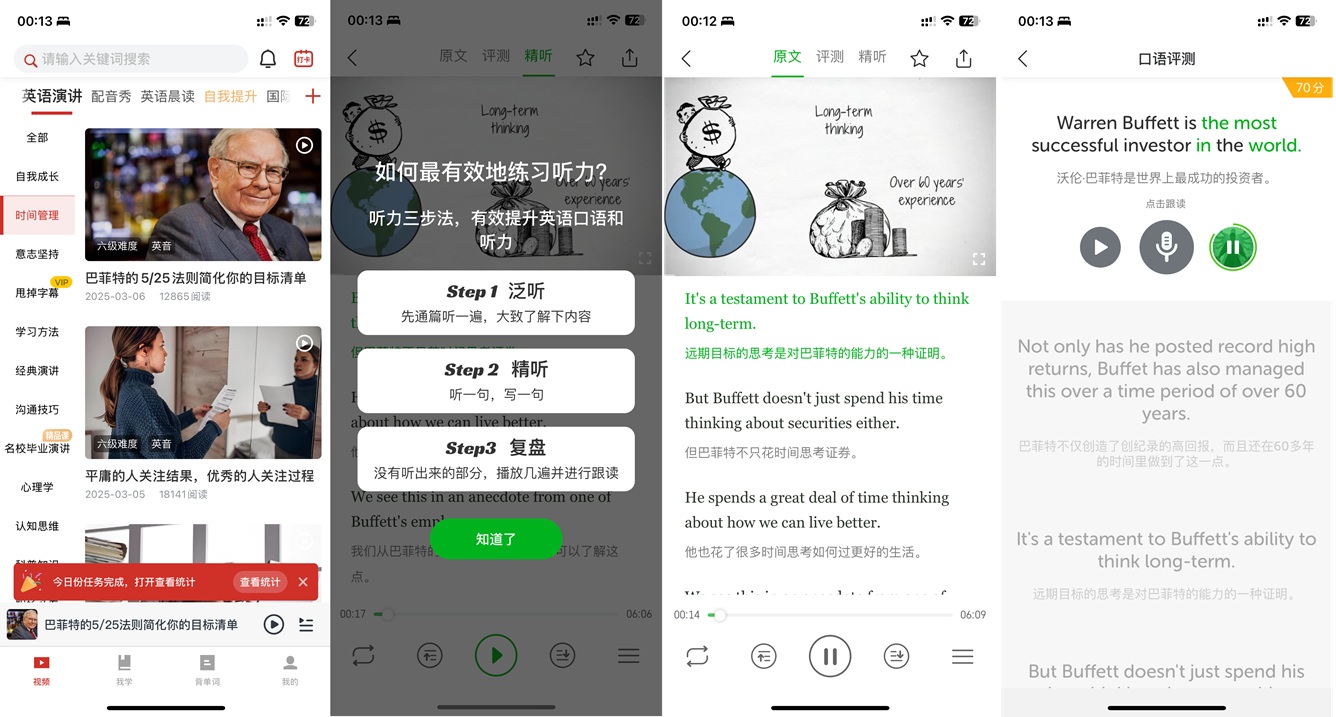 00:13
72
请输入关键词搜索
打卡
英语演讲 配音秀 英语晨读 自我提升 国际
全部
自我成长
时间管理
意志坚持
VIP
甩掉字幕
学习方法
经典演讲
沟通技巧
精品课
名校毕业演讲
心理学
认知思维
六级难度 英音
巴菲特的5/25法则简化你的目标清单
2025-03-06 12865阅读
六级难度 英音
平庸的人关注结果，优秀的人关注过程
2025-03-05 18141阅读
今日份任务完成，打开查看统计 查看统计
巴菲特的5/25法则简化你的目标清单
视频 我学 背单词 我的
00:13
72
原文 评测 精听
Long-term
thinking
Over 60 years'
experience
如何最有效地练习听力?
听力三步法，有效提升英语口语和
听力
Step 1 泛听
先通篇听一遍，大致了解下内容
Step 2 精听
听一句，写一句
about how we can live better.
Step3 复盘
没有听出来的部分，播放几遍并进行跟读
We see this in an anecdote from one of
Buffett's empl
知道了
我们从巴菲特的
可以了解这
点。
00:17 06:06
00:12
72
原文 评测 精听
Long-term
thinking
Over 60 years'
experience
It's a testament to Buffett's ability to think
long-term.
远期目标的思考是对巴菲特的能力的一种证明。
But Buffett doesn't just spend his time
thinking about securities either.
但巴菲特不只花时间思考证券。
He spends a great deal of time thinking
about how we can live better.
他也花了很多时间思考如何过更好的生活。
We see this in an anecdote from one of
00:14 06:09
00:13
72
口语评测
70分
Warren Buffett is the most
successful investor in the world.
沃伦·巴菲特是世界上最成功的投资者。
点击跟读
Not only has he posted record high
returns, Buffet has also managed
this over a time period of over 60
years.
巴菲特不仅创造了创纪录的高回报，而且还在60多年
的时间里做到了这一点。
It's a testament to Buffett's ability to
think long-term.
远期目标的思考是对巴菲特的能力的一种证明。
But Buffett doesn't just spend his